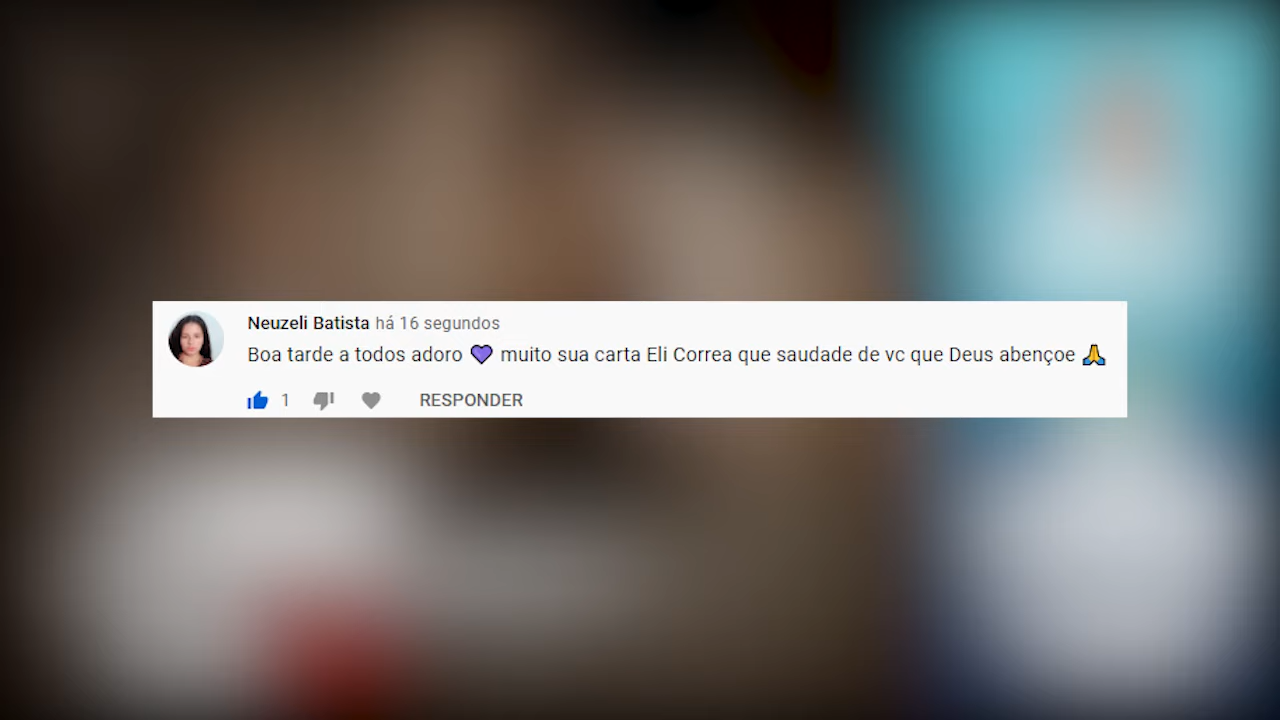 Neuzeli Batista há 16 segundos
Boa tarde a todos adoro 💜 muito sua carta Eli Correa que saudade de vc que Deus abençoe 🙏
1 RESPONDER